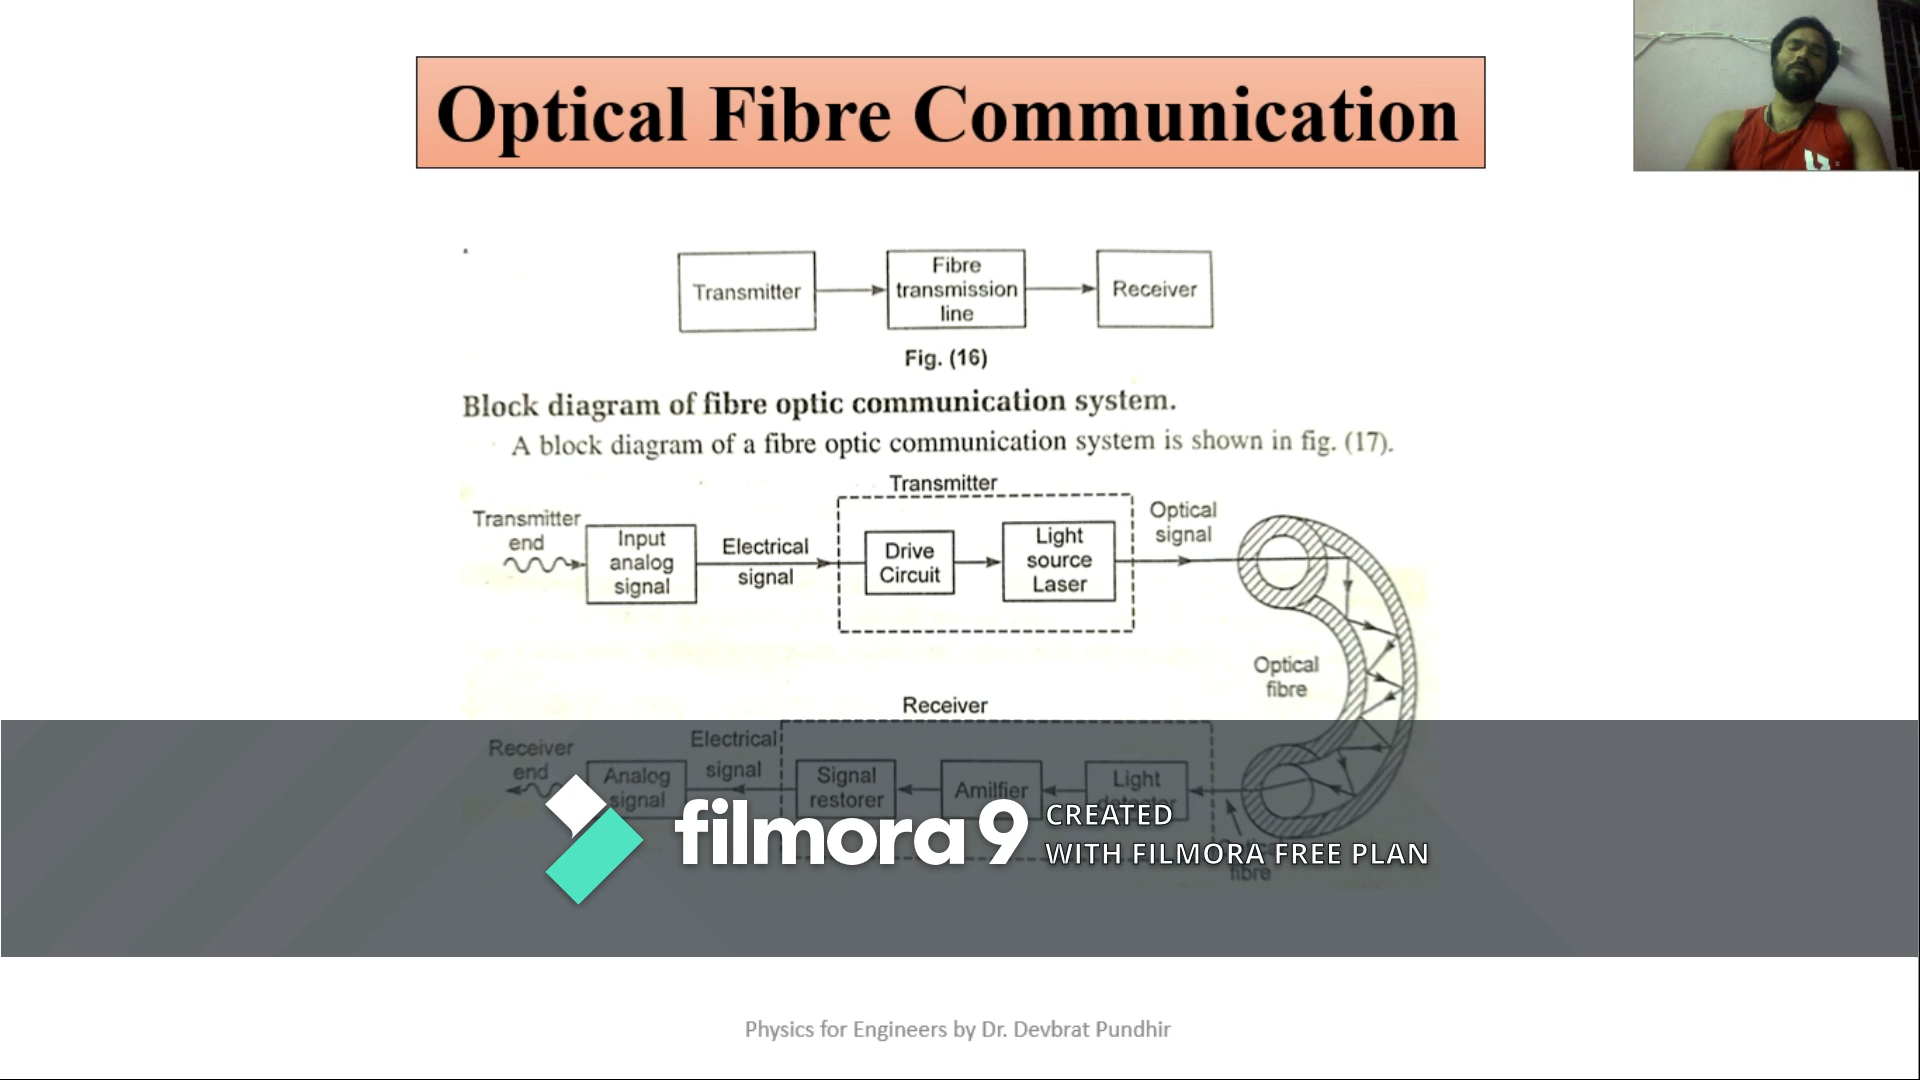 Optical Fibre Communication
Transmitter
Fibre
transmission
line
Receiver
Fig. (16)
Block diagram of fibre optic communication system.
A block diagram of a fibre optic communication system is shown in fig. (17).
Transmitter
Transmitter
end
Input
analog
signal
Electrical
signal
Drive
Circuit
Light
source
Laser
Optical
signal
Optical
fibre
Receiver
Receiver
end
Analog
signal
Electrical
signal
Signal
restorer
Amilfier
Light
fibre
filmora9
CREATED
WITH FILMORA FREE PLAN
Physics for Engineers by Dr. Devbrat Pundhir